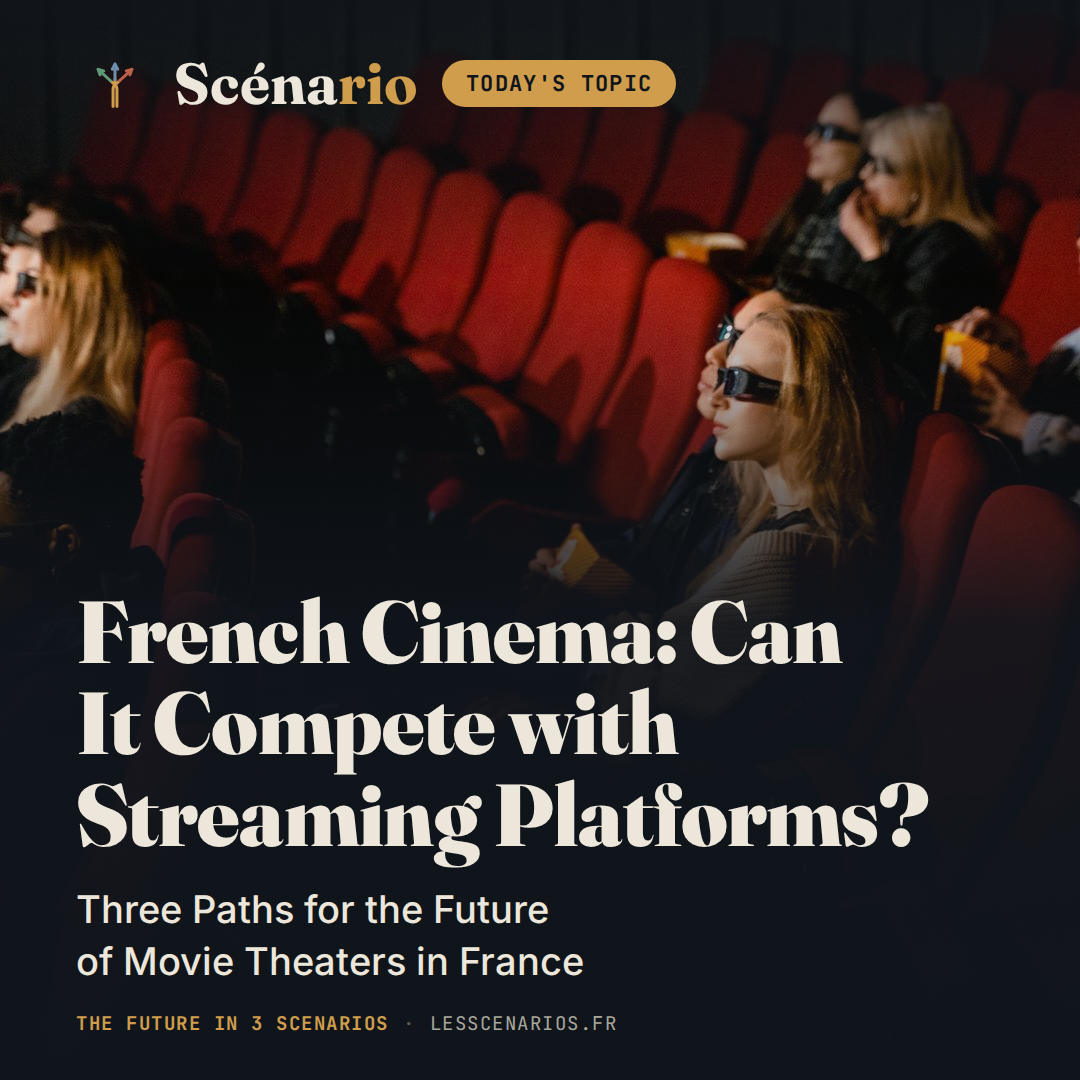 Scénario
TODAY'S TOPIC
French Cinema: Can
It Compete with
Streaming Platforms?
Three Paths for the Future
of Movie Theaters in France
THE FUTURE IN 3 SCENARIOS · LESSCENARIOS.FR